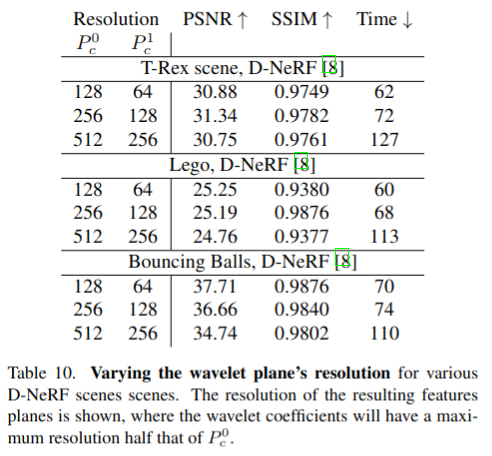 Resolution PSNR ↑ SSIM ↑ Time ↓
P_c^0 P_c^1
T-Rex scene, D-NeRF [8]
128 64 30.88 0.9749 62
256 128 31.34 0.9782 72
512 256 30.75 0.9761 127
Lego, D-NeRF [8]
128 64 25.25 0.9380 60
256 128 25.19 0.9876 68
512 256 24.76 0.9377 113
Bouncing Balls, D-NeRF [8]
128 64 37.71 0.9876 70
256 128 36.66 0.9840 74
512 256 34.74 0.9802 110
Table 10. Varying the wavelet plane's resolution for various
D-NeRF scenes scenes. The resolution of the resulting features
planes is shown, where the wavelet coefficients will have a maxi-
mum resolution half that of P_c^0.